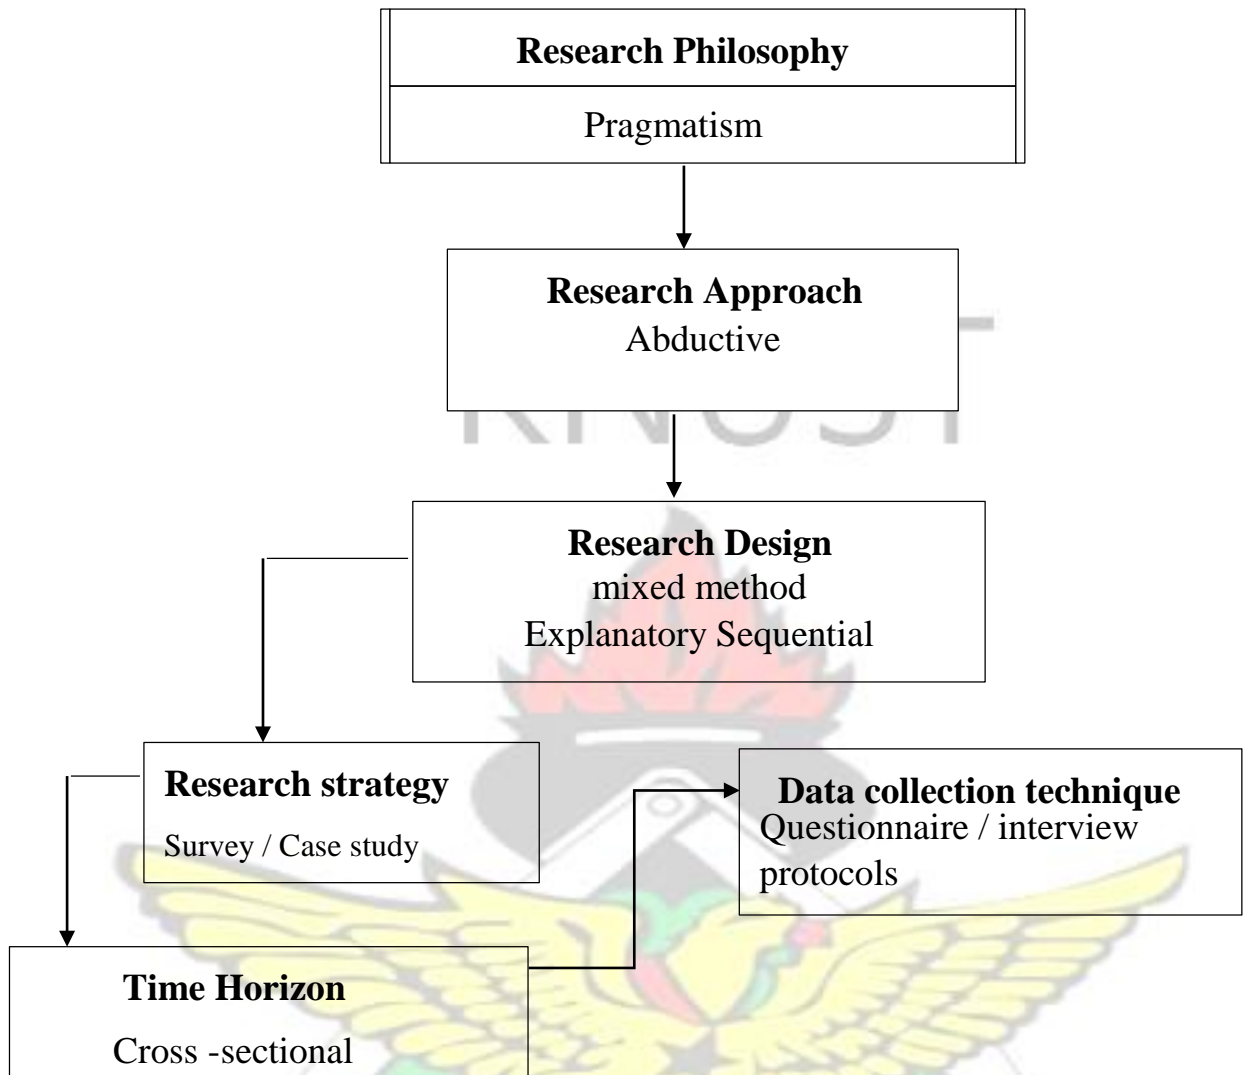 Research Philosophy
Pragmatism
Research Approach
Abductive
KNUST
Research Design
mixed method
Explanatory Sequential
Research strategy
Survey / Case study
Data collection technique
Questionnaire / interview
protocols
Time Horizon
Cross -sectional